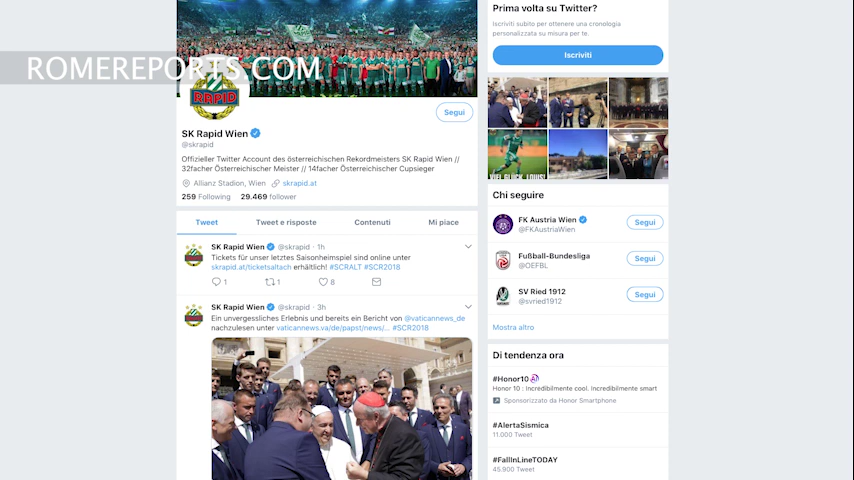 ROMEREPORTS.COM
RAPID
Segui
SK Rapid Wien
@skrapid
Offizieller Twitter Account des österreichischen Rekordmeisters SK Rapid Wien //
32facher Österreichischer Meister // 14facher Österreichischer Cupsieger
Allianz Stadion, Wien skrapid.at
259 Following 29.469 follower
Tweet Tweet e risposte Contenuti Mi piace
SK Rapid Wien @skrapid · 1h
Tickets für unser letztes Saisonheimspiel sind online unter
skrapid.at/ticketsaltach erhältlich! #SCRALT #SCR2018
1 1 8
SK Rapid Wien @skrapid · 3h
Ein unvergessliches Erlebnis und bereits ein Bericht von @vaticannews_de
nachzulesen unter vaticannews.va/de/papst/news/... #SCR2018
Prima volta su Twitter?
Iscriviti subito per ottenere una cronologia
personalizzata su misura per te.
Iscriviti
VIEL GLÜCK, LOUIS!
Chi seguire
FK Austria Wien
@FKAustriaWien
Segui
Fußball-Bundesliga
@OEFBL
Segui
SV Ried 1912
@svried1912
Segui
Mostra altro
Di tendenza ora
#Honor10
Honor 10 : Incredibilmente cool. Incredibilmente smart
Sponsorizzato da Honor Smartphone
#AlertaSismica
11.000 Tweet
#FallInLineTODAY
45.900 Tweet